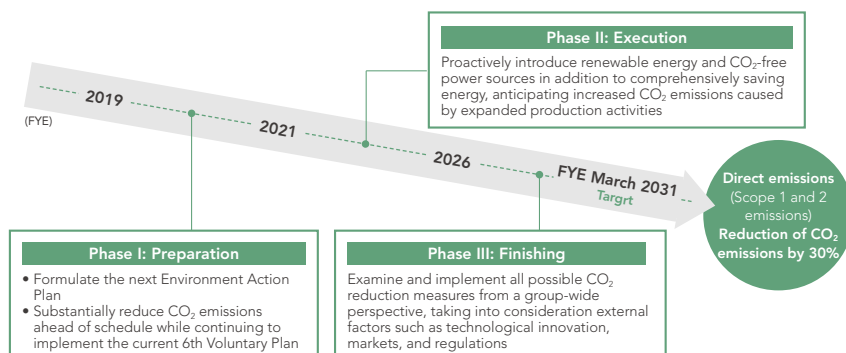 Phase II: Execution
Proactively introduce renewable energy and CO₂-free
power sources in addition to comprehensively saving
energy, anticipating increased CO₂ emissions caused
by expanded production activities
2019
(FYE)
2021
2026
FYE March 2031
Targrt
Direct emissions
(Scope 1 and 2
emissions)
Reduction of CO₂
emissions by 30%
Phase I: Preparation
• Formulate the next Environment Action
Plan
• Substantially reduce CO₂ emissions
ahead of schedule while continuing to
implement the current 6th Voluntary Plan
Phase III: Finishing
Examine and implement all possible CO₂
reduction measures from a group-wide
perspective, taking into consideration external
factors such as technological innovation,
markets, and regulations